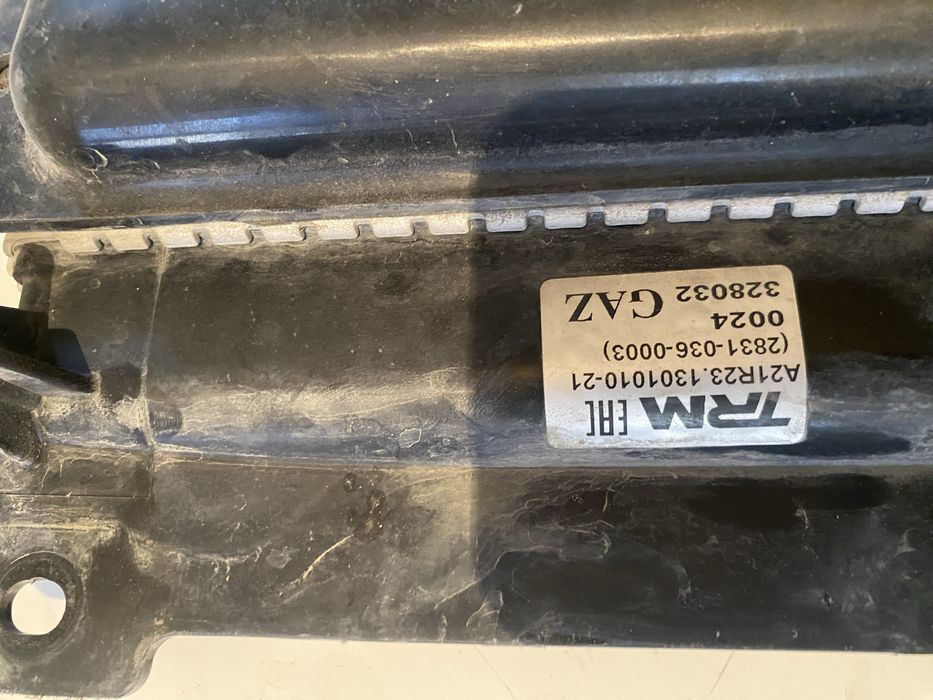 TRM EAC
A21R23.1301010-21
(2831-036-0003)
0024
328032 GAZ